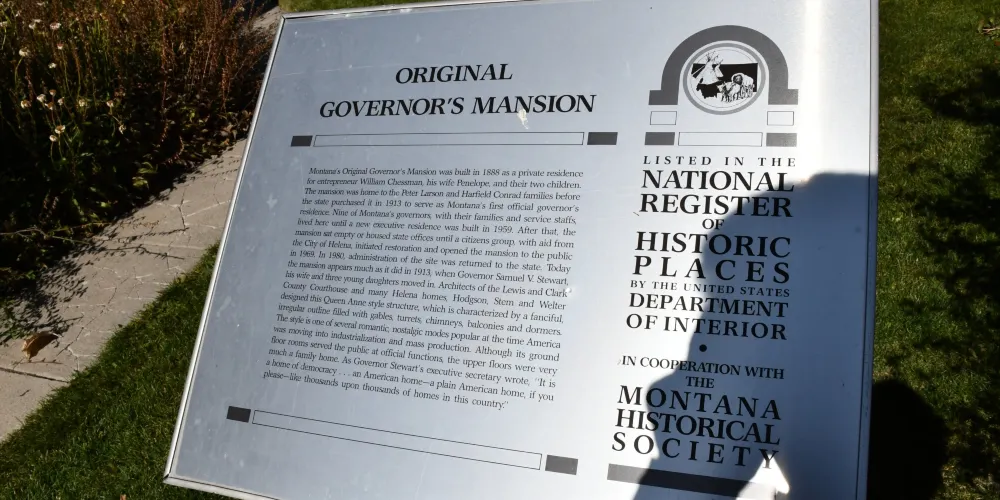 ORIGINAL
GOVERNOR'S MANSION
Montana's Original Governor's Mansion was built in 1888 as a private residence
for entrepreneur William Chessman, his wife Penelope, and their two children.
The mansion was home to the Peter Larson and Harfield Conrad families before
the state purchased it in 1913 to serve as Montana's first official governor's
residence. Nine of Montana's governors, with their families and service staffs,
lived here until a new executive residence was built in 1959. After that, the
mansion sat empty or housed state offices until a citizens group, with aid from
the City of Helena, initiated restoration and opened the mansion to the public
in 1969. In 1980, administration of the site was returned to the state. Today
the mansion appears much as it did in 1913, when Governor Samuel V. Stewart,
his wife and three young daughters moved in. Architects of the Lewis and Clark
County Courthouse and many Helena homes, Hodgson, Stem and Welter
designed this Queen Anne style structure, which is characterized by a fanciful,
irregular outline filled with gables, turrets, chimneys, balconies and dormers.
The style is one of several romantic, nostalgic modes popular at the time America
was moving into industrialization and mass production. Although its ground
floor rooms served the public at official functions, the upper floors were very
much a family home. As Governor Stewart's executive secretary wrote, "It is
a home of democracy . . . an American home—a plain American home, if you
please—like thousands upon thousands of homes in this country."
LISTED IN THE
NATIONAL
REGISTER
OF
HISTORIC
PLACES
BY THE UNITED STATES
DEPARTMENT
OF INTERIOR
•
IN COOPERATION WITH
THE
MONTANA
HISTORICAL
SOCIETY